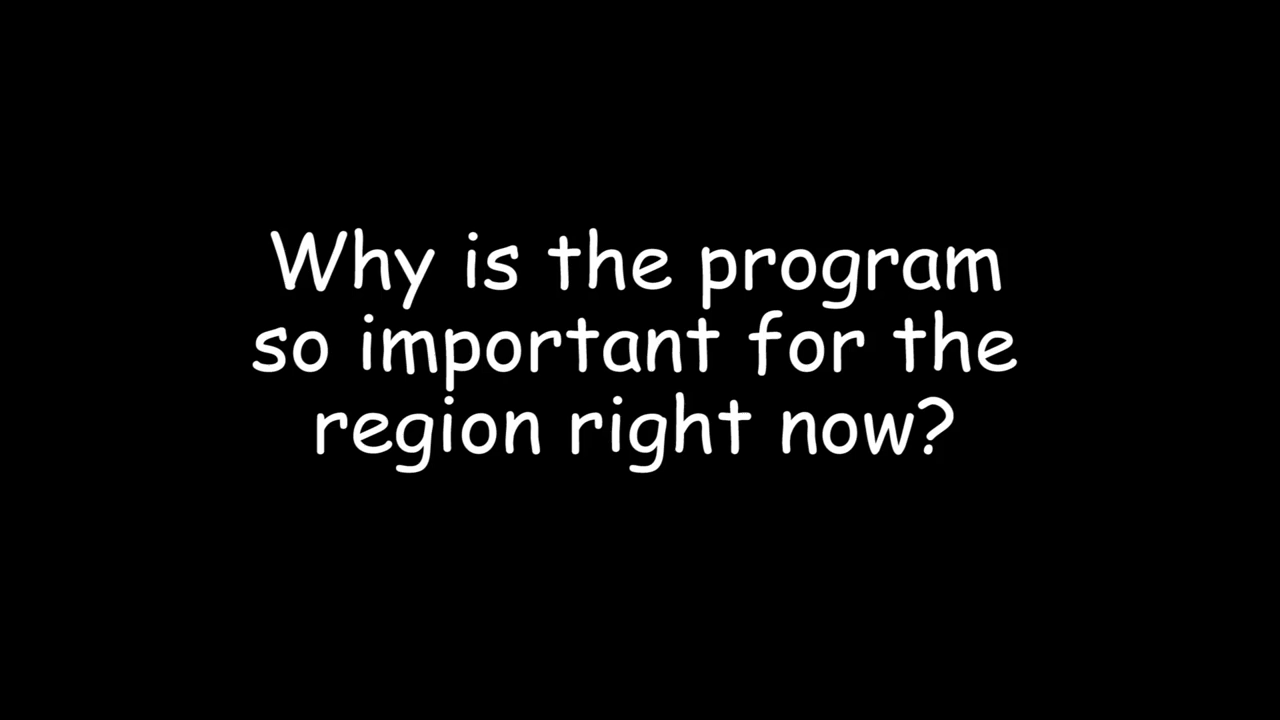 Why is the program
so important for the
region right now?